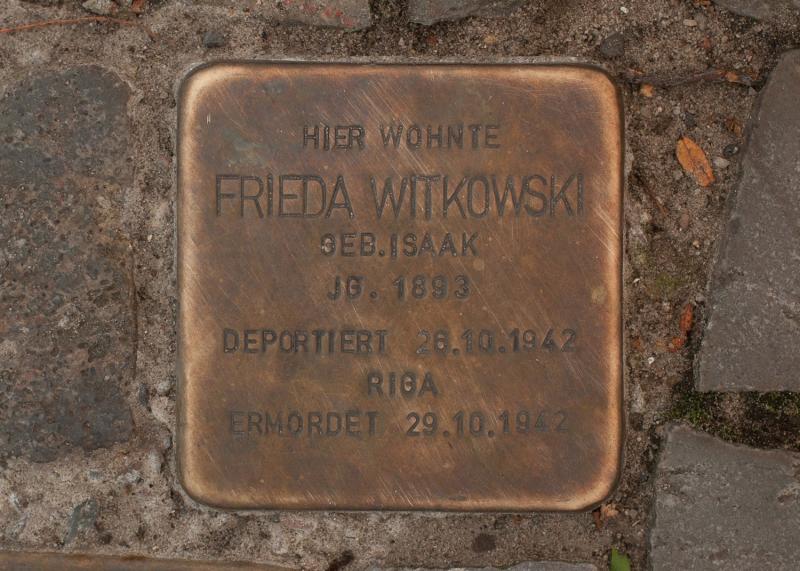 HIER WOHNTE
FRIEDA WITKOWSKI
GEB.ISAAK
JG. 1893
DEPORTIERT 26.10.1942
RIGA
ERMORDET 29.10.1942